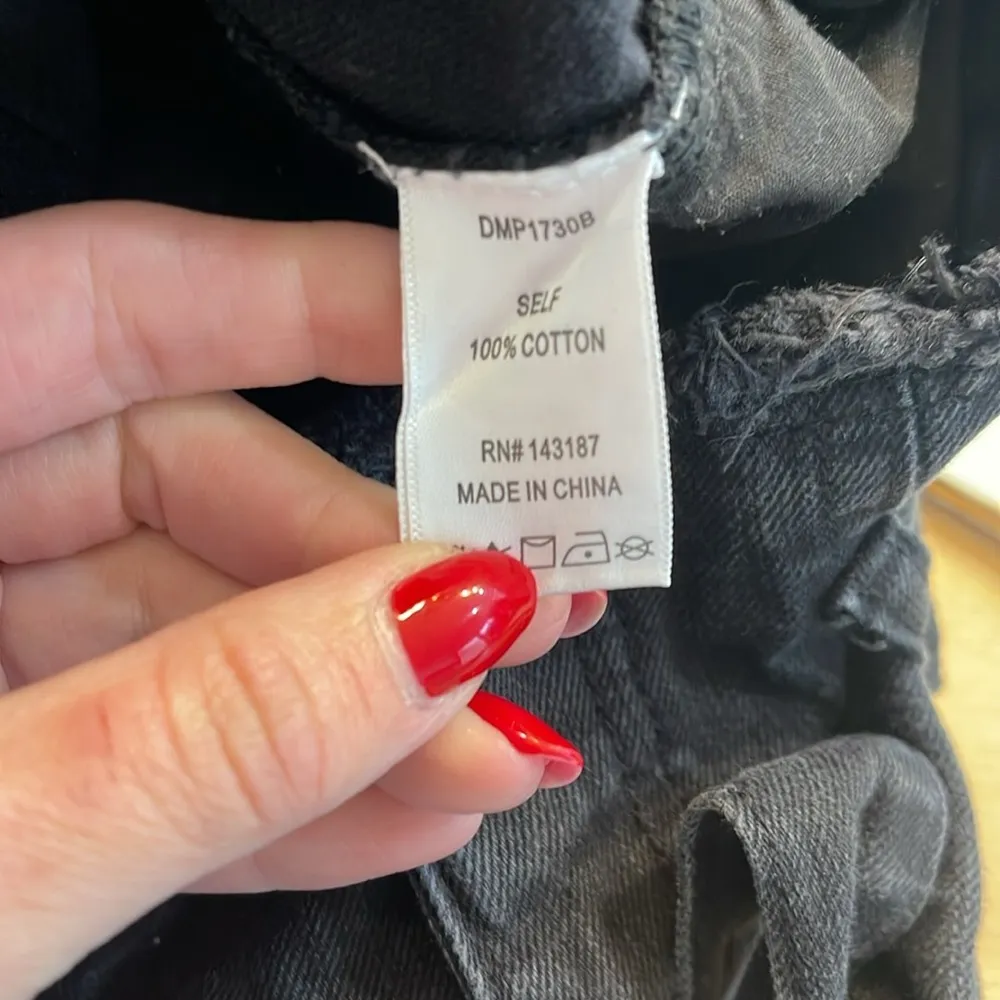 DMP1730B
SELF
100% COTTON
RN# 143187
MADE IN CHINA